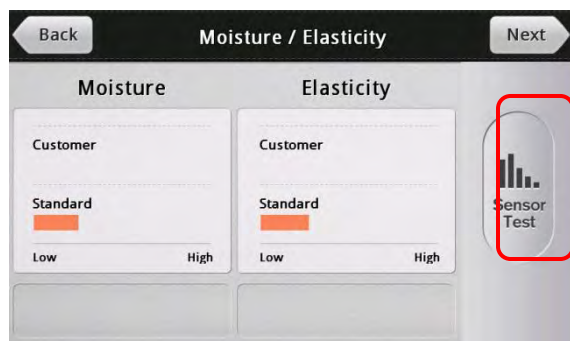 Back
Moisture / Elasticity
Next
Moisture
Elasticity
Customer
Customer
Standard
Standard
Low
High
Low
High
Sensor
Test